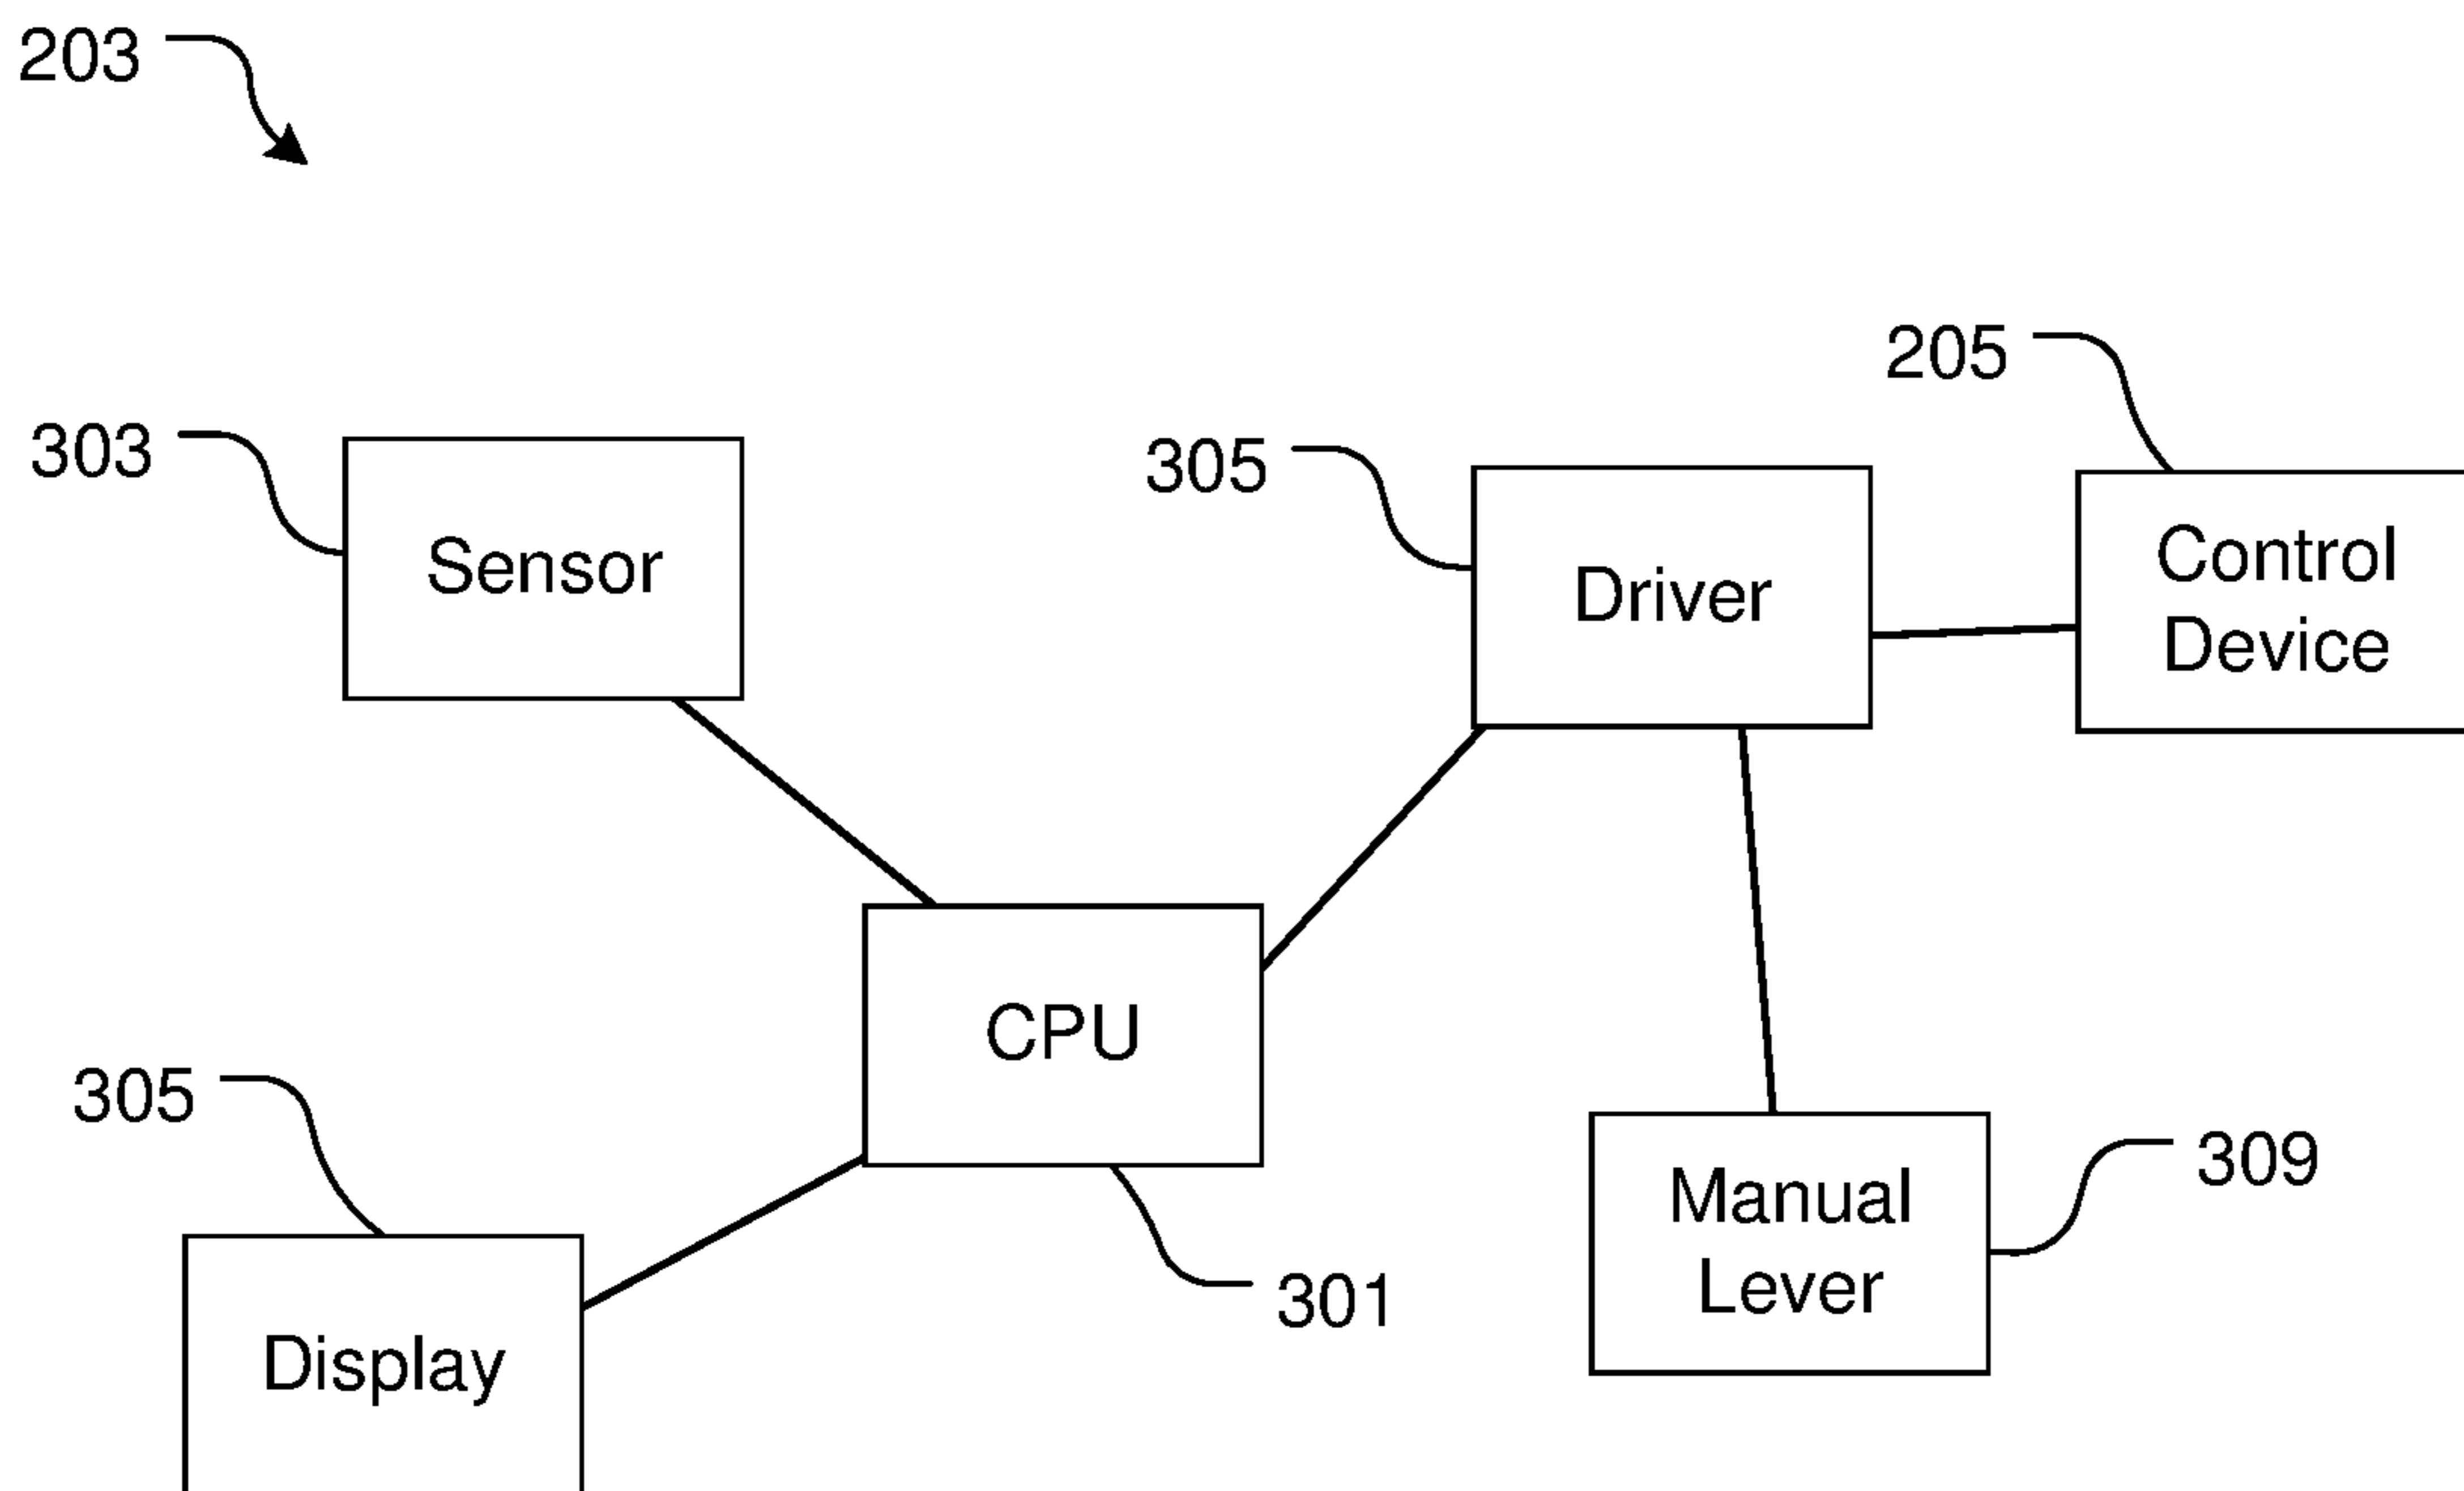 203
205
303
305
Sensor
Driver
Control
Device
CPU
305
Manual
Lever
309
301
Display